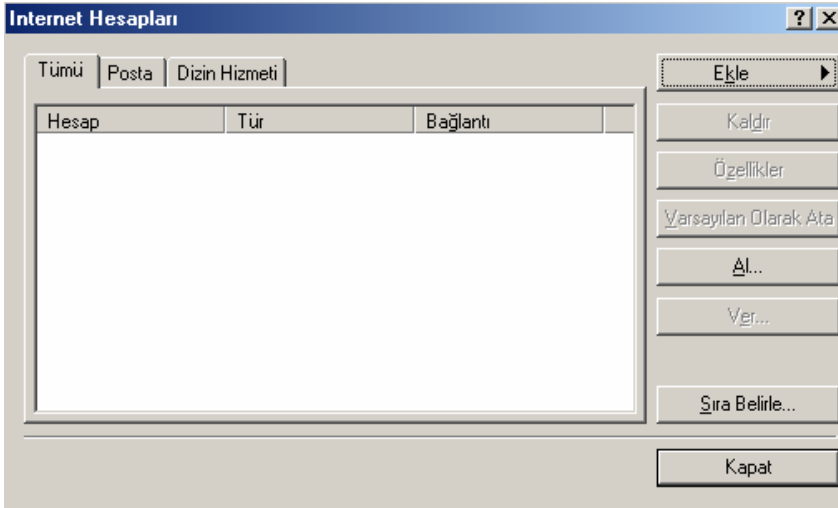 Internet Hesapları
Tümü Posta Dizin Hizmeti
Hesap Tür Bağlantı
Ekle
Kaldır
Özellikler
Varsayılan Olarak Ata
Al...
Ver...
Sıra Belirle...
Kapat